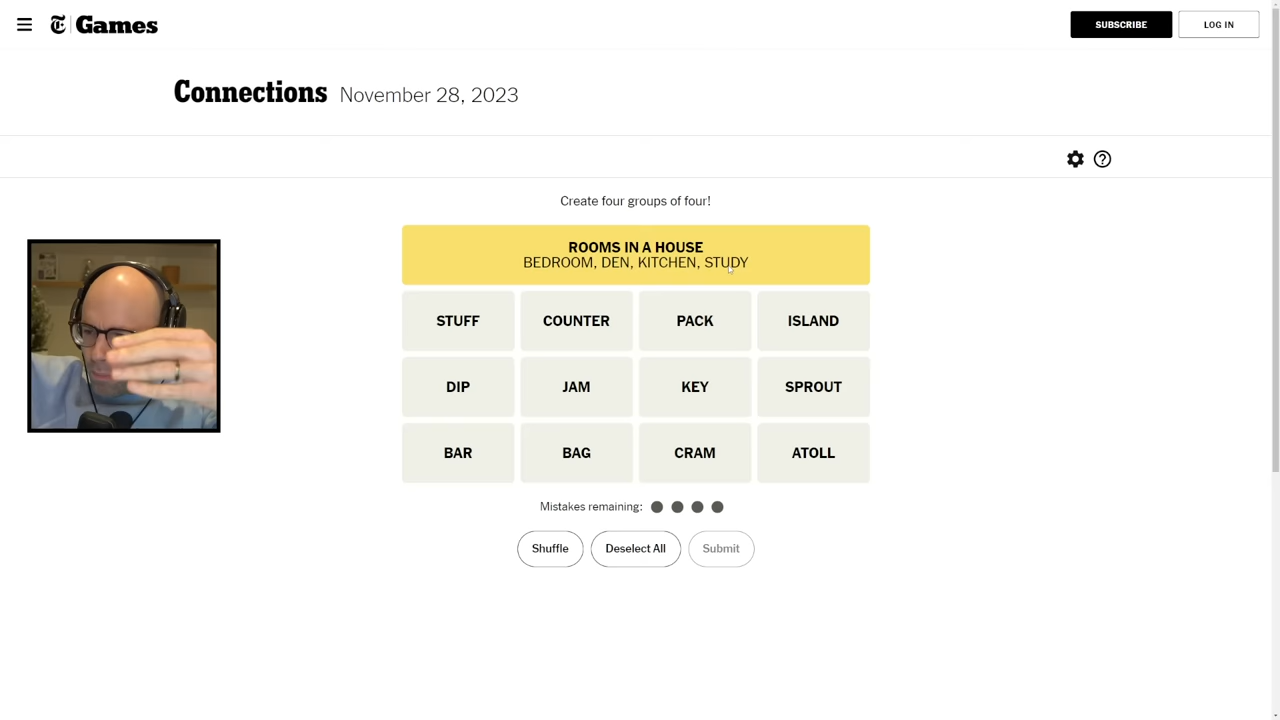 Games
SUBSCRIBE
LOG IN
Connections November 28, 2023
Create four groups of four!
ROOMS IN A HOUSE
BEDROOM, DEN, KITCHEN, STUDY
STUFF COUNTER PACK ISLAND
DIP JAM KEY SPROUT
BAR BAG CRAM ATOLL
Mistakes remaining:
Shuffle Deselect All Submit